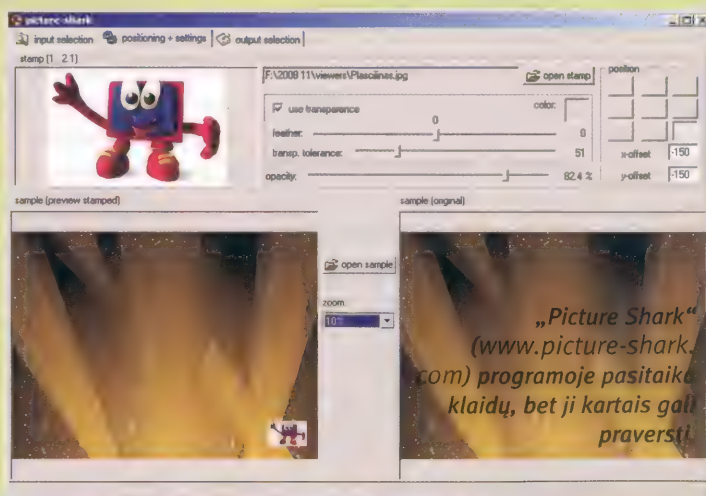 picture-shark
input selection positioning + settings output selection
stamp [1 2.1]
F:\2008 11\viewers\Plascilinas.jpg open stamp
position
use transparence color:
0
feather: 0
transp. tolerance: 51
x-offset -150
opacity: 82.4 % y-offset -150
sample (preview stamped) sample (original)
open sample
zoom:
10%
„Picture Shark“
(www.picture-shark.
com) programoje pasitaiko
klaidų, bet ji kartais gali
praversti.